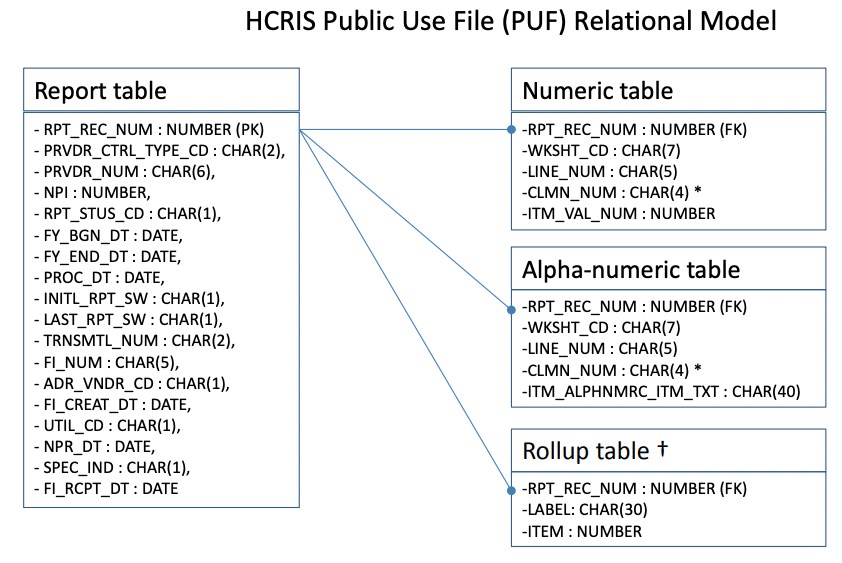 HCRIS Public Use File (PUF) Relational Model
Report table
- RPT_REC_NUM : NUMBER (PK)
- PRVDR_CTRL_TYPE_CD : CHAR(2),
- PRVDR_NUM : CHAR(6),
- NPI : NUMBER,
- RPT_STUS_CD : CHAR(1),
- FY_BGN_DT : DATE,
- FY_END_DT : DATE,
- PROC_DT : DATE,
- INITL_RPT_SW : CHAR(1),
- LAST_RPT_SW : CHAR(1),
- TRNSMTL_NUM : CHAR(2),
- FI_NUM : CHAR(5),
- ADR_VNDR_CD : CHAR(1),
- FI_CREAT_DT : DATE,
- UTIL_CD : CHAR(1),
- NPR_DT : DATE,
- SPEC_IND : CHAR(1),
- FI_RCPT_DT : DATE
Numeric table
-RPT_REC_NUM : NUMBER (FK)
-WKSHT_CD : CHAR(7)
-LINE_NUM : CHAR(5)
-CLMN_NUM : CHAR(4) *
-ITM_VAL_NUM : NUMBER
Alpha-numeric table
-RPT_REC_NUM : NUMBER (FK)
-WKSHT_CD : CHAR(7)
-LINE_NUM : CHAR(5)
-CLMN_NUM : CHAR(4) *
-ITM_ALPHNMRC_ITM_TXT : CHAR(40)
Rollup table †
-RPT_REC_NUM : NUMBER (FK)
-LABEL: CHAR(30)
-ITEM : NUMBER